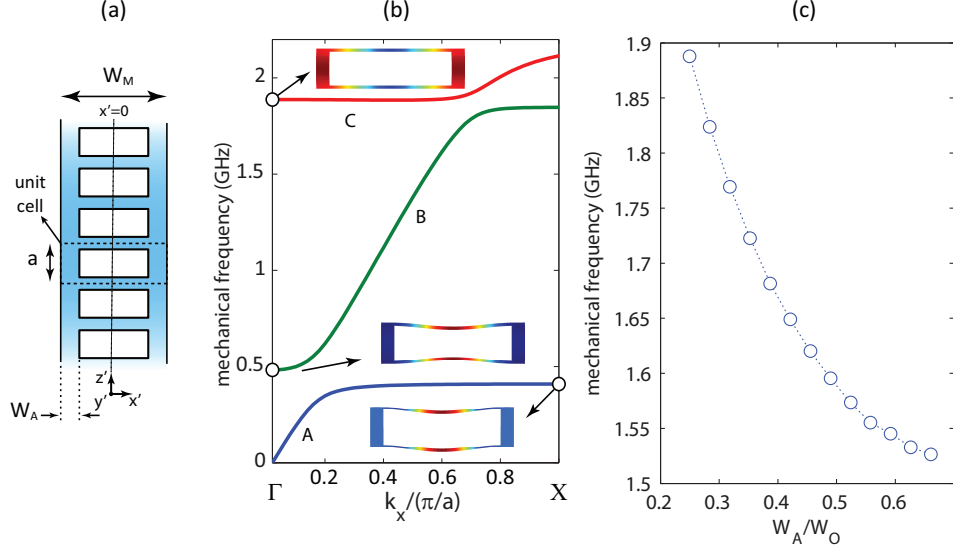 (a)
W_M
x'=0
unit
cell
a
z'
y'
x'
W_A
(b)
mechanical frequency (GHz)
2
1.5
1
0.5
0
C
B
A
Γ
0.2
0.4
0.6
0.8
X
k_x/(π/a)
(c)
mechanical frequency (GHz)
1.9
1.85
1.8
1.75
1.7
1.65
1.6
1.55
1.5
0.2
0.3
0.4
0.5
0.6
W_A/W_O